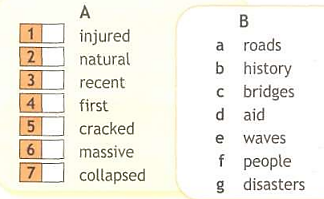 A
1 injured
2 natural
3 recent
4 first
5 cracked
6 massive
7 collapsed
B
a roads
b history
c bridges
d aid
e waves
f people
g disasters